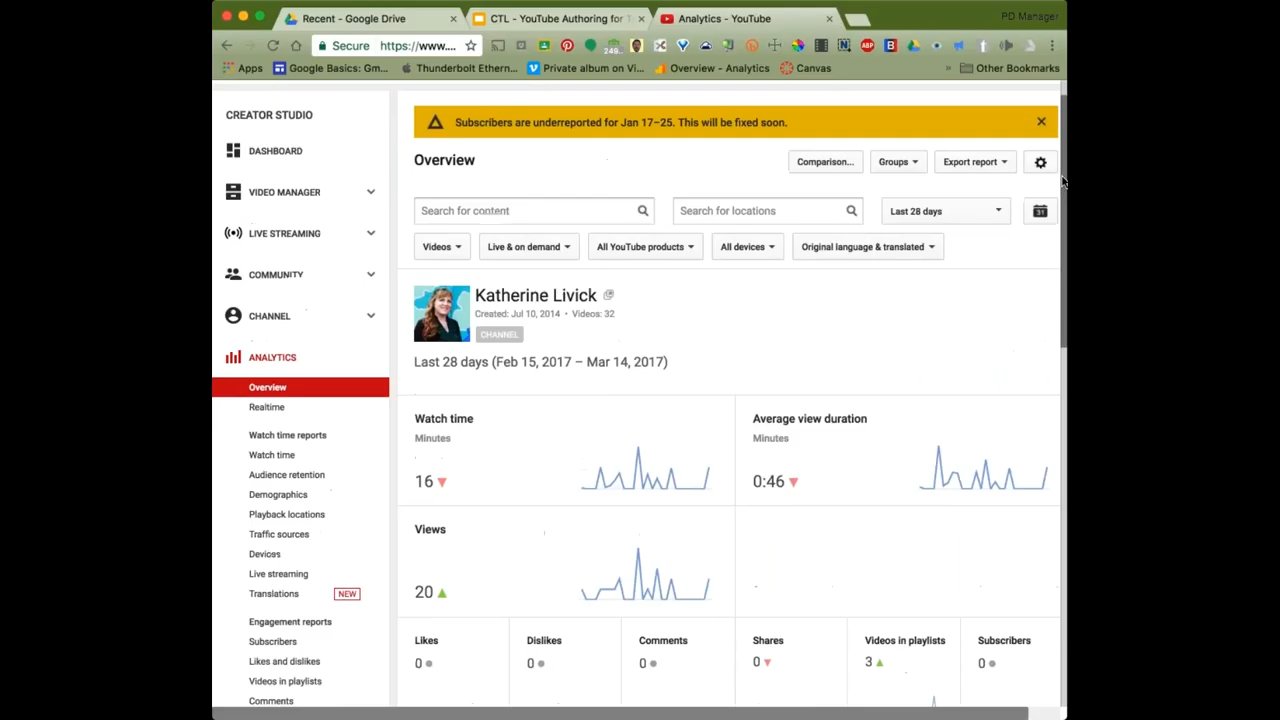 Recent - Google Drive
CTL - YouTube Authoring for T
Analytics - YouTube
PD Manager
Secure
https://www....
Apps
Google Basics: Gm...
Thunderbolt Ethern...
Private album on Vi...
Overview - Analytics
Canvas
» Other Bookmarks
CREATOR STUDIO
DASHBOARD
VIDEO MANAGER
LIVE STREAMING
COMMUNITY
CHANNEL
ANALYTICS
Overview
Realtime
Watch time reports
Watch time
Audience retention
Demographics
Playback locations
Traffic sources
Devices
Live streaming
Translations NEW
Engagement reports
Subscribers
Likes and dislikes
Videos in playlists
Comments
Subscribers are underreported for Jan 17–25. This will be fixed soon.
Overview
Comparison...
Groups
Export report
Search for content
Search for locations
Last 28 days
31
Videos
Live & on demand
All YouTube products
All devices
Original language & translated
Katherine Livick
Created: Jul 10, 2014 • Videos: 32
CHANNEL
Last 28 days (Feb 15, 2017 – Mar 14, 2017)
Watch time
Minutes
16
Average view duration
Minutes
0:46
Views
20
Likes
0
Dislikes
0
Comments
0
Shares
0
Videos in playlists
3
Subscribers
0